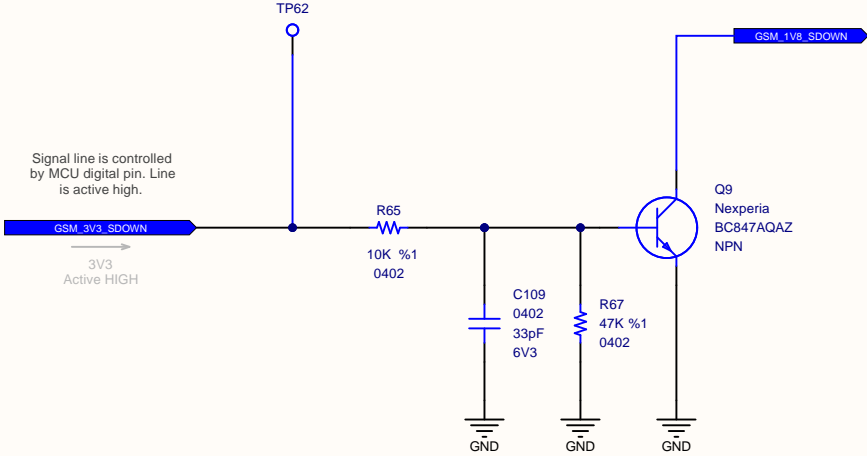 TP62
GSM_1V8_SDOWN
Signal line is controlled
by MCU digital pin. Line
is active high.
GSM_3V3_SDOWN
3V3
Active HIGH
R65
10K %1
0402
C109
0402
33pF
6V3
R67
47K %1
0402
Q9
Nexperia
BC847AQAZ
NPN
GND
GND
GND